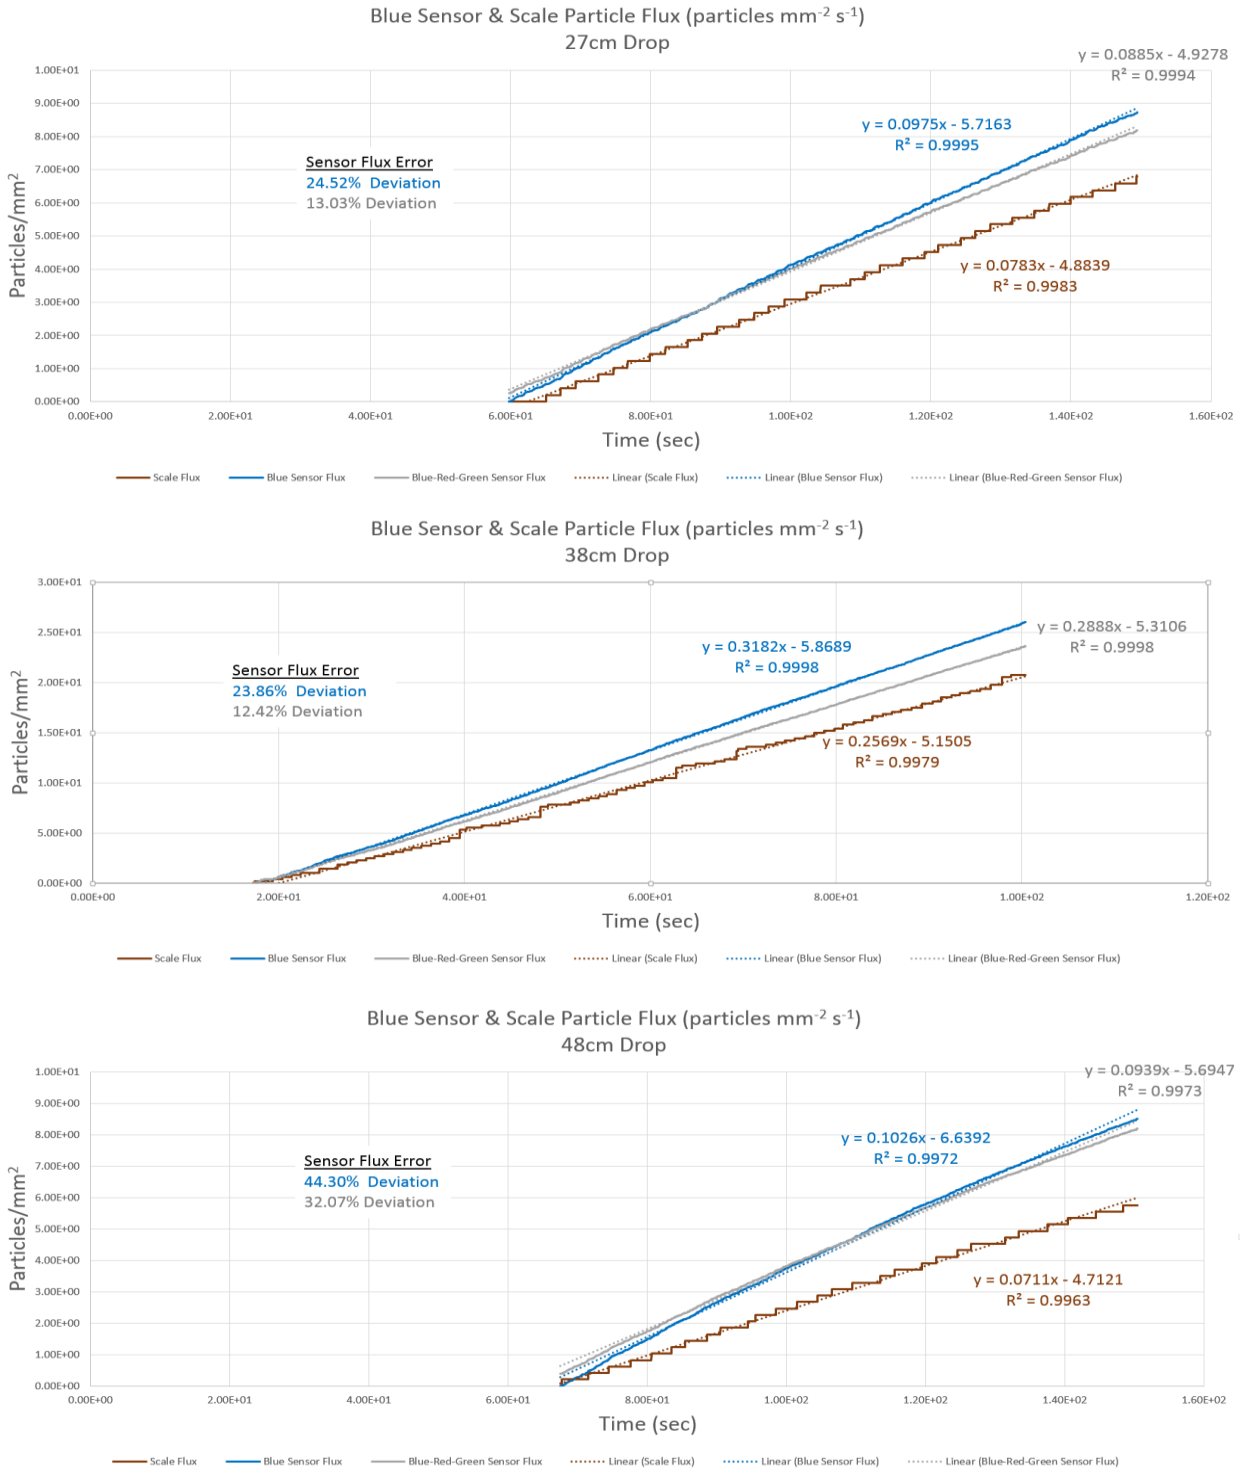 Blue Sensor & Scale Particle Flux (particles mm⁻² s⁻¹)
27cm Drop
y = 0.0885x - 4.9278
R² = 0.9994
1.00E+01
9.00E+00
8.00E+00
7.00E+00
6.00E+00
5.00E+00
4.00E+00
3.00E+00
2.00E+00
1.00E+00
0.00E+00
Particles/mm²
y = 0.0975x - 5.7163
R² = 0.9995
Sensor Flux Error
24.52% Deviation
13.03% Deviation
y = 0.0783x - 4.8839
R² = 0.9983
0.00E+00 2.00E+01 4.00E+01 6.00E+01 8.00E+01 1.00E+02 1.20E+02 1.40E+02 1.60E+02
Time (sec)
Scale Flux Blue Sensor Flux Blue-Red-Green Sensor Flux Linear (Scale Flux) Linear (Blue Sensor Flux) Linear (Blue-Red-Green Sensor Flux)
Blue Sensor & Scale Particle Flux (particles mm⁻² s⁻¹)
38cm Drop
3.00E+01
2.50E+01
2.00E+01
1.50E+01
1.00E+01
5.00E+00
0.00E+00
Particles/mm²
y = 0.2888x - 5.3106
R² = 0.9998
y = 0.3182x - 5.8689
R² = 0.9998
Sensor Flux Error
23.86% Deviation
12.42% Deviation
y = 0.2569x - 5.1505
R² = 0.9979
0.00E+00 2.00E+01 4.00E+01 6.00E+01 8.00E+01 1.00E+02 1.20E+02
Time (sec)
Scale Flux Blue Sensor Flux Blue-Red-Green Sensor Flux Linear (Scale Flux) Linear (Blue Sensor Flux) Linear (Blue-Red-Green Sensor Flux)
Blue Sensor & Scale Particle Flux (particles mm⁻² s⁻¹)
48cm Drop
y = 0.0939x - 5.6947
R² = 0.9973
1.00E+01
9.00E+00
8.00E+00
7.00E+00
6.00E+00
5.00E+00
4.00E+00
3.00E+00
2.00E+00
1.00E+00
0.00E+00
Particles/mm²
y = 0.1026x - 6.6392
R² = 0.9972
Sensor Flux Error
44.30% Deviation
32.07% Deviation
y = 0.0711x - 4.7121
R² = 0.9963
0.00E+00 2.00E+01 4.00E+01 6.00E+01 8.00E+01 1.00E+02 1.20E+02 1.40E+02 1.60E+02
Time (sec)
Scale Flux Blue Sensor Flux Blue-Red-Green Sensor Flux Linear (Scale Flux) Linear (Blue Sensor Flux) Linear (Blue-Red-Green Sensor Flux)